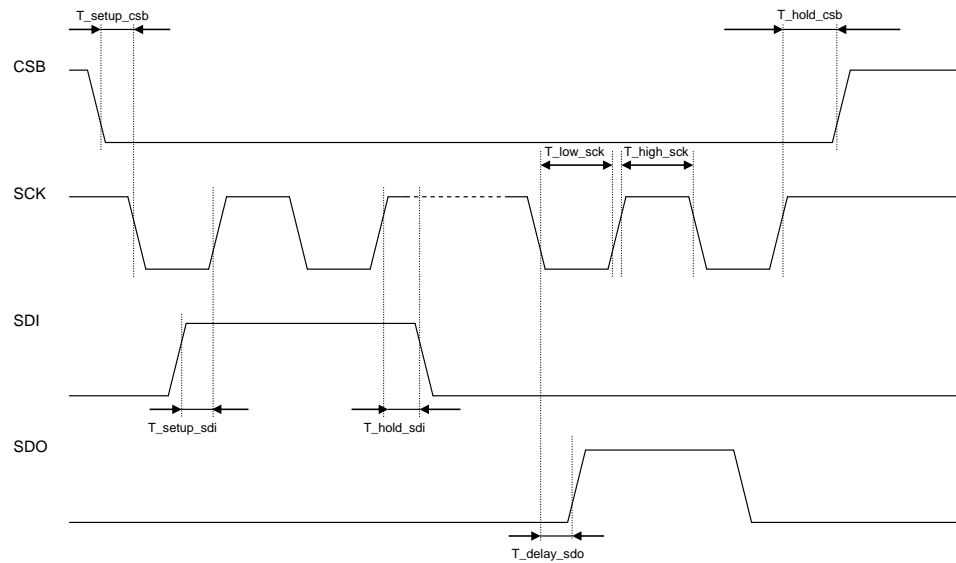 T_setup_csb
T_hold_csb
CSB
T_low_sck
T_high_sck
SCK
SDI
T_setup_sdi
T_hold_sdi
SDO
T_delay_sdo